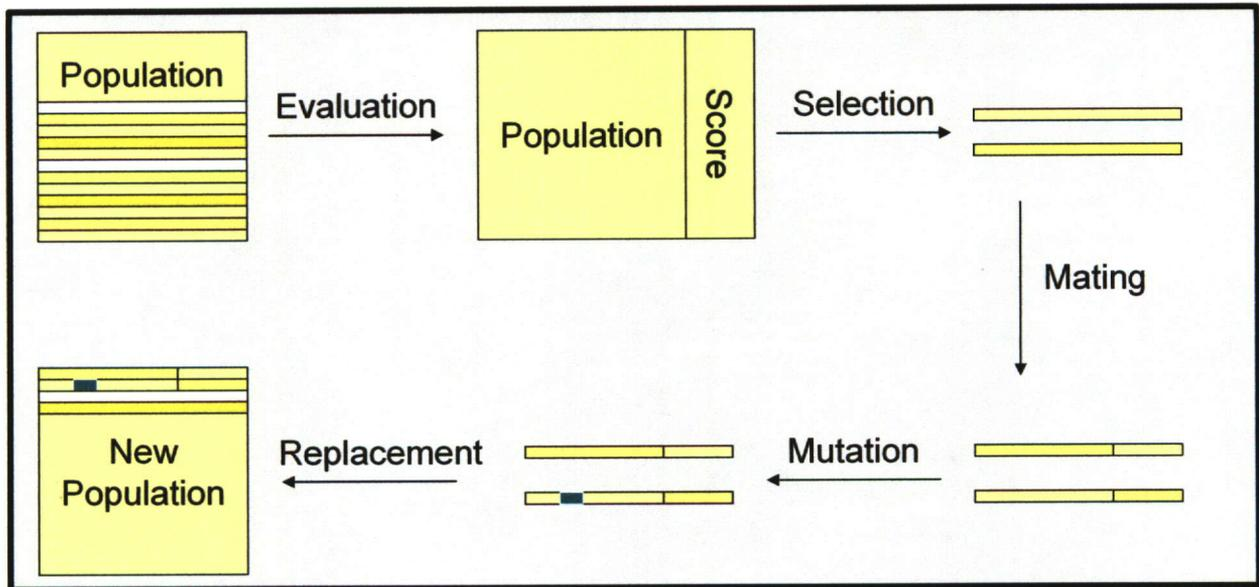 Population
Evaluation
Population
Score
Selection
Mating
Mutation
Replacement
New
Population